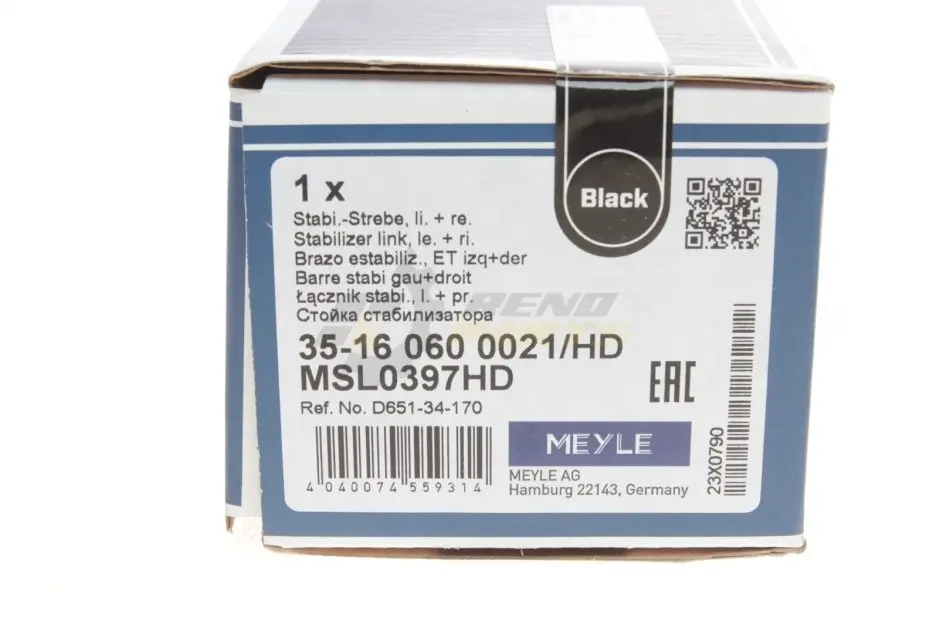 Black
1 x
Stabi.-Strebe, li. + re.
Stabilizer link, le. + ri.
Brazo estabiliz., ET izq+der
Barre stabi gau+droit
Łącznik stabi., l. + pr.
Стойка стабилизатора
RENO
35-16 060 0021/HD
MSL0397HD
EAC
Ref. No. D651-34-170
4 040074 559314
MEYLE
MEYLE AG
Hamburg 22143, Germany
23X0790